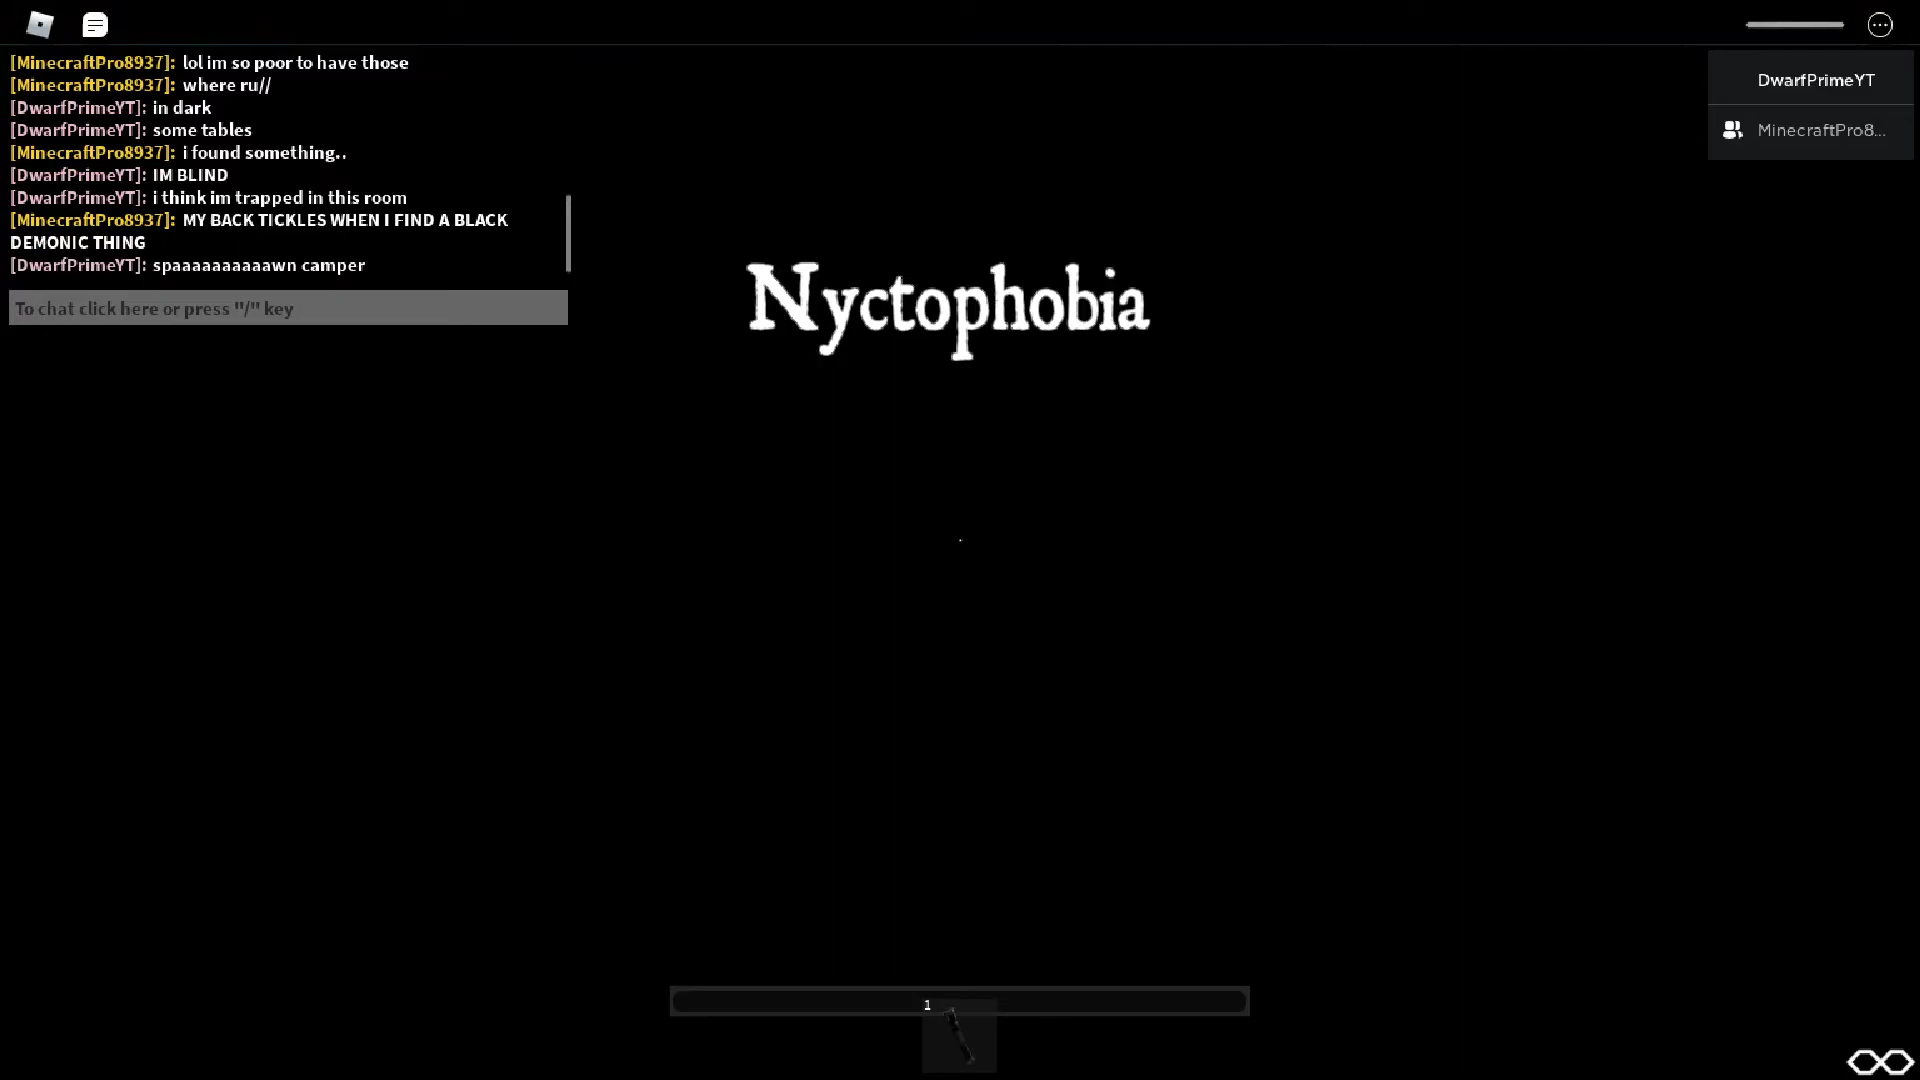 [MinecraftPro8937]: lol im so poor to have those
[MinecraftPro8937]: where ru//
[DwarfPrimeYT]: in dark
[DwarfPrimeYT]: some tables
[MinecraftPro8937]: i found something..
[DwarfPrimeYT]: IM BLIND
[DwarfPrimeYT]: i think im trapped in this room
[MinecraftPro8937]: MY BACK TICKLES WHEN I FIND A BLACK
DEMONIC THING
[DwarfPrimeYT]: spaaaaaaaaaawn camper
To chat click here or press "/" key
DwarfPrimeYT
MinecraftPro8...
Nyctophobia
1